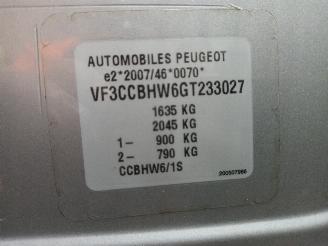 AUTOMOBILES PEUGEOT
e2*2007/46*0070*
VF3CCBHW6GT233027
1635 KG
2045 KG
1- 900 KG
2- 790 KG
CCBHW6/1S
200507986